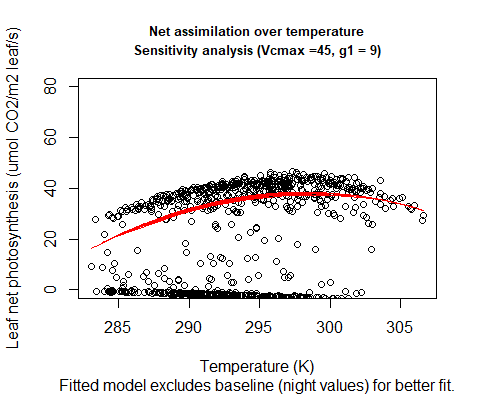 Net assimilation over temperature
Sensitivity analysis (Vcmax =45, g1 = 9)
Leaf net photosynthesis (umol CO2/m2 leaf/s)
80
60
40
20
0
285
290
295
300
305
Temperature (K)
Fitted model excludes baseline (night values) for better fit.